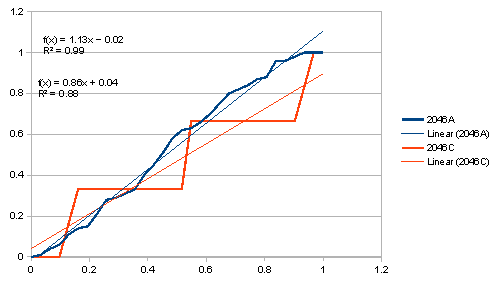 1.2
f(x) = 1.13x − 0.02
R² = 0.99
1
f(x) = 0.86x + 0.04
R² = 0.88
0.8
0.6
0.4
0.2
0
0 0.2 0.4 0.6 0.8 1 1.2
2046A
Linear (2046A)
2046C
Linear (2046C)